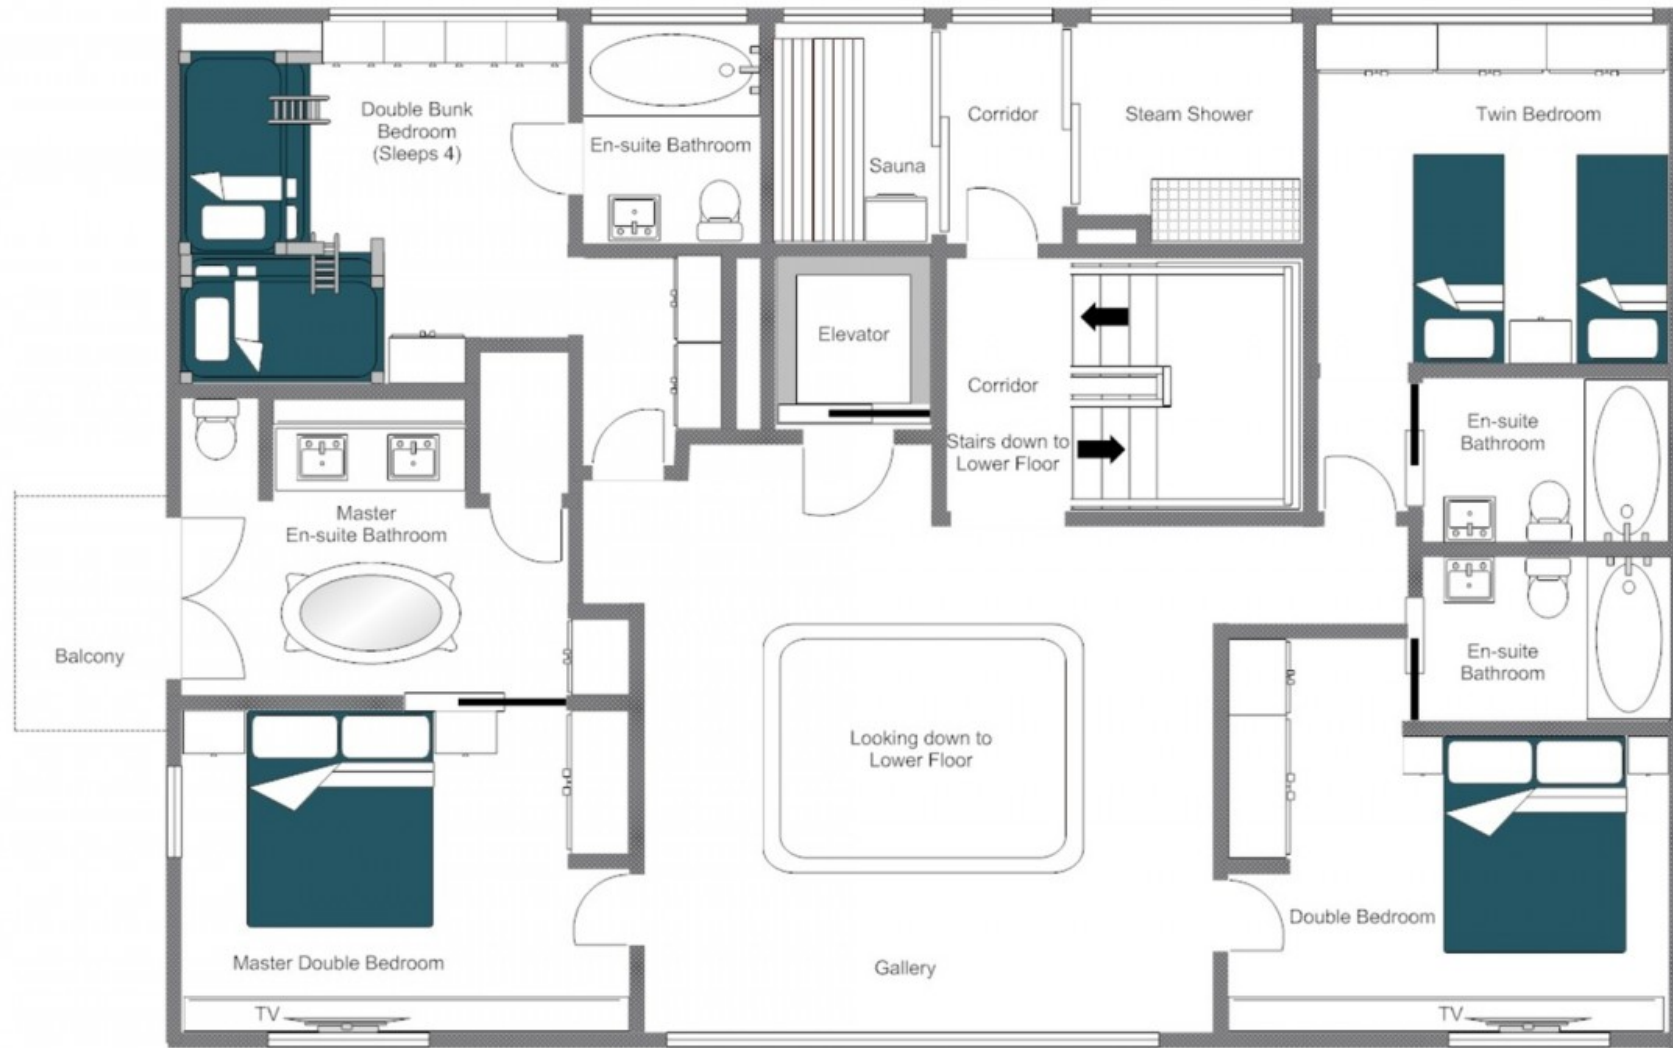 Double Bunk
Bedroom
(Sleeps 4)
En-suite Bathroom
Sauna
Corridor
Steam Shower
Twin Bedroom
Elevator
Corridor
Stairs down to
Lower Floor
En-suite
Bathroom
Master
En-suite Bathroom
Balcony
En-suite
Bathroom
Looking down to
Lower Floor
Double Bedroom
Master Double Bedroom
Gallery
TV
TV